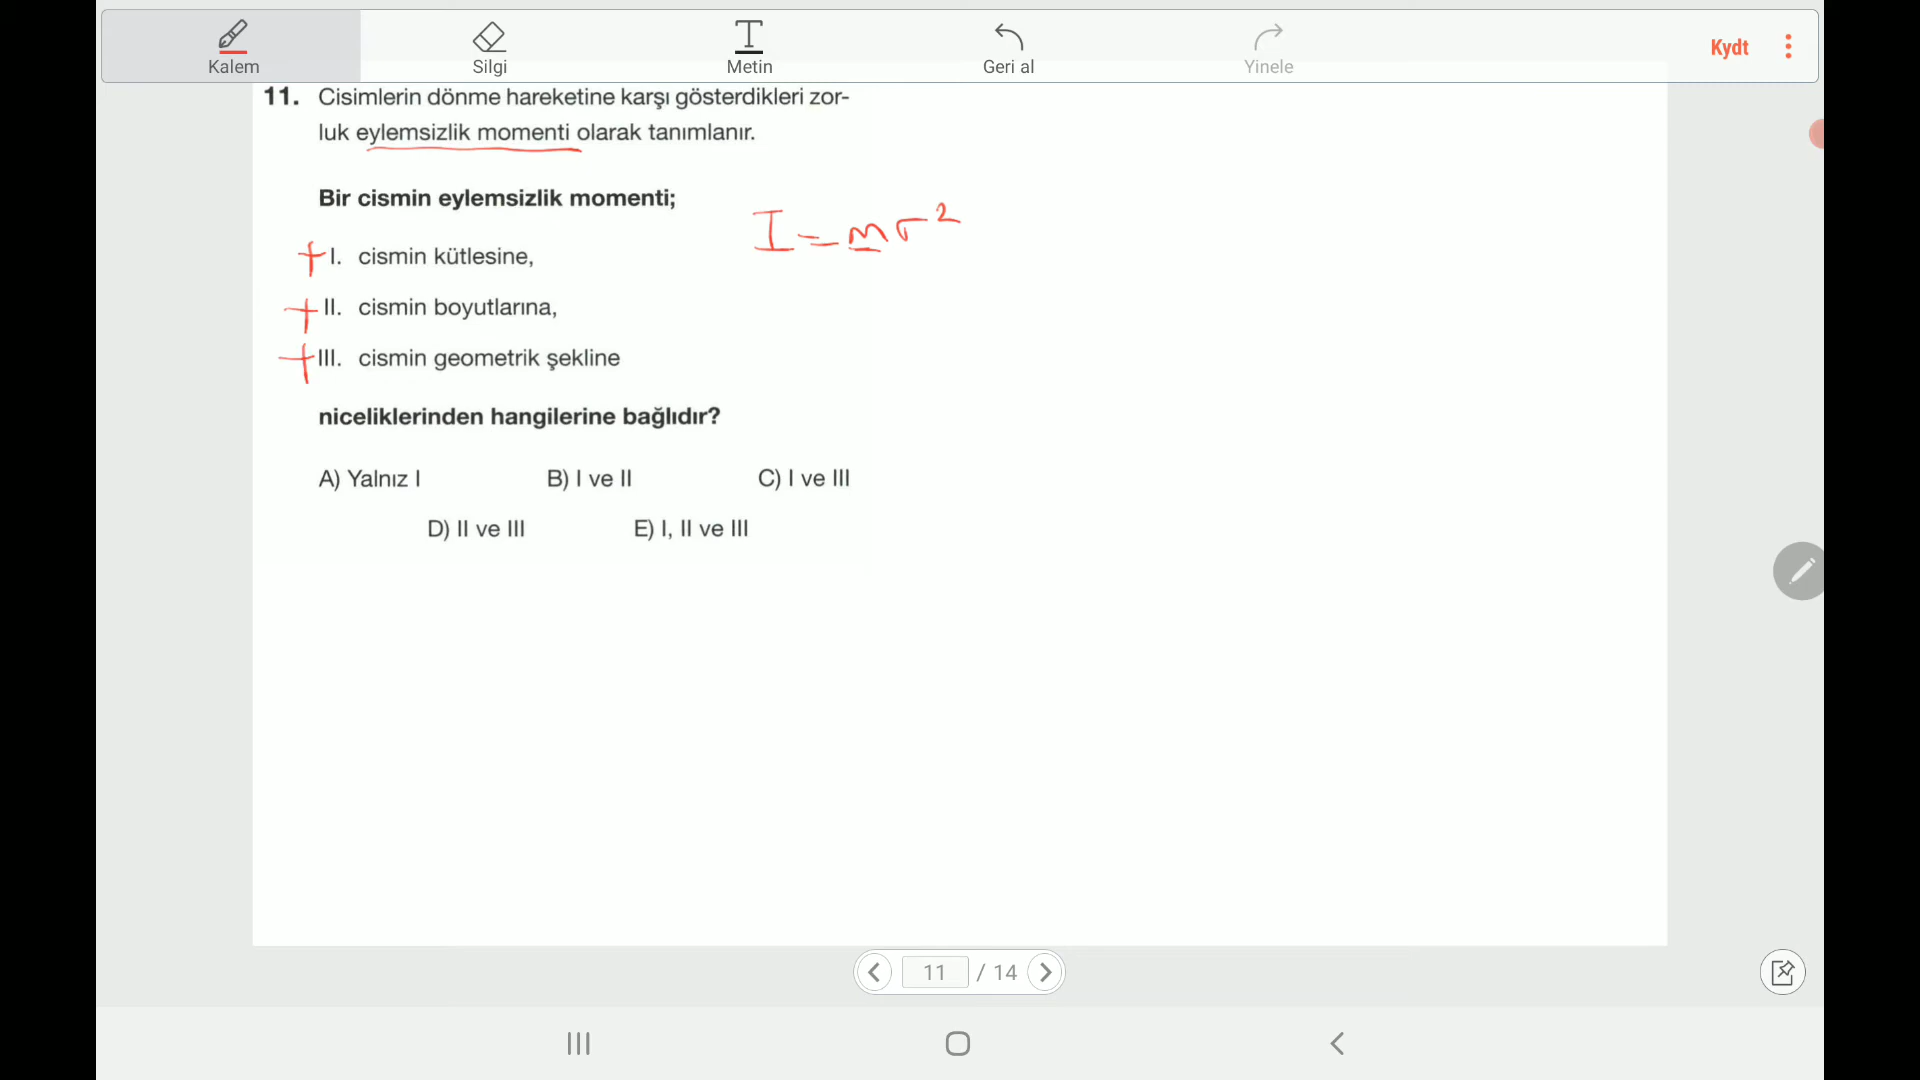 Kalem
Silgi
Metin
Geri al
Yinele
Kydt
11. Cisimlerin dönme hareketine karşı gösterdikleri zor-
luk eylemsizlik momenti olarak tanımlanır.
Bir cismin eylemsizlik momenti;
I = mr²
+ I. cismin kütlesine,
+ II. cismin boyutlarına,
+ III. cismin geometrik şekline
niceliklerinden hangilerine bağlıdır?
A) Yalnız I B) I ve II C) I ve III
D) II ve III E) I, II ve III
11 / 14